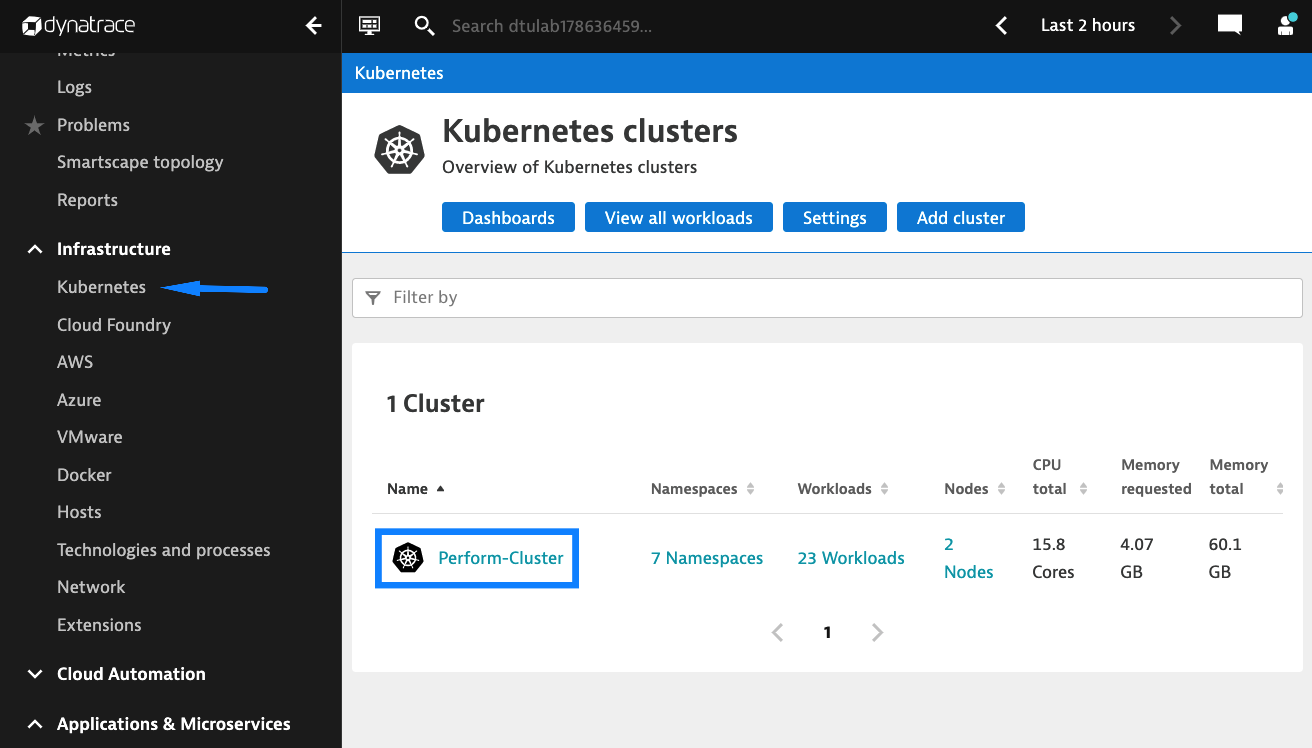 dynatrace
Search dtulab178636459...
Last 2 hours
Metrics
Logs
Problems
Smartscape topology
Reports
Infrastructure
Kubernetes
Cloud Foundry
AWS
Azure
VMware
Docker
Hosts
Technologies and processes
Network
Extensions
Cloud Automation
Applications & Microservices
Kubernetes
Kubernetes clusters
Overview of Kubernetes clusters
Dashboards View all workloads Settings Add cluster
Filter by
1 Cluster
Name Namespaces Workloads Nodes CPU total Memory requested Memory total
Perform-Cluster 7 Namespaces 23 Workloads 2 Nodes 15.8 Cores 4.07 GB 60.1 GB
1